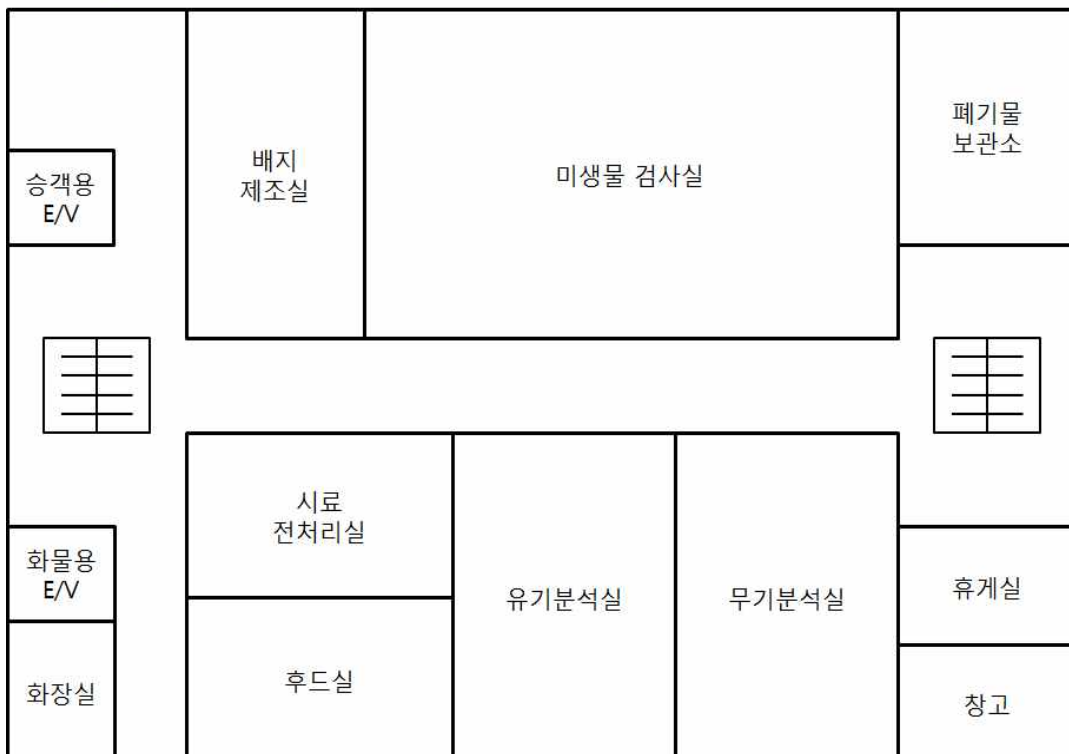 배지
제조실
미생물 검사실
폐기물
보관소
승객용
E/V
시료
전처리실
화물용
E/V
유기분석실
무기분석실
휴게실
후드실
화장실
창고